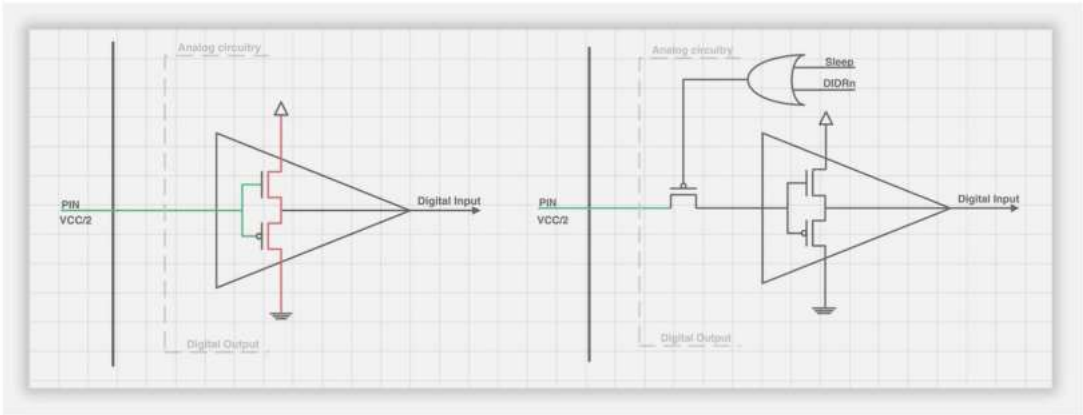 Analog circuitry
PIN
VCC/2
Digital Input
Digital Output
Analog circuitry
Sleep
DIDRn
PIN
VCC/2
Digital Input
Digital Output